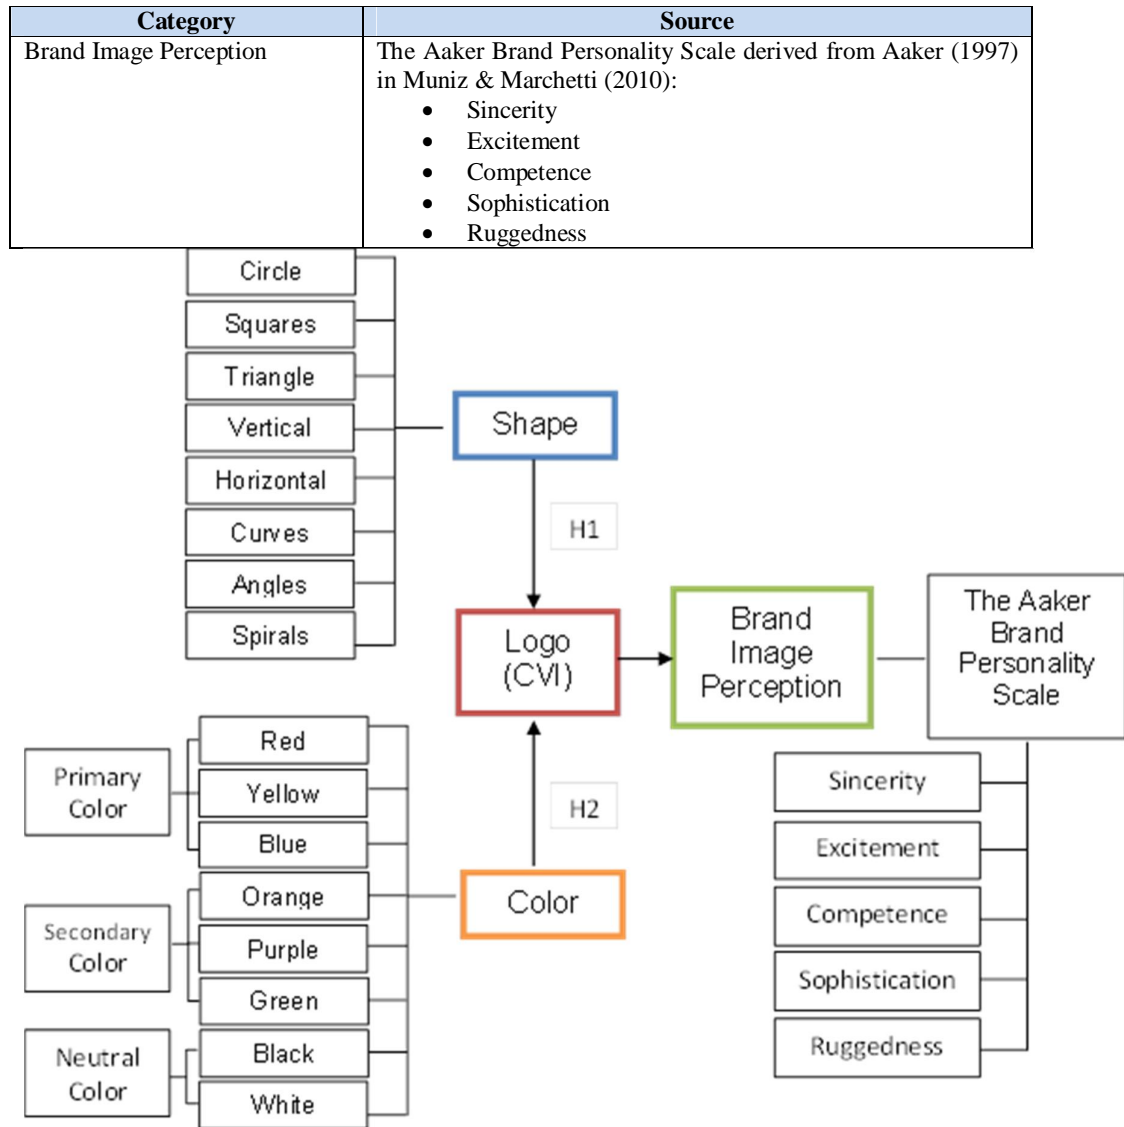 Category
Source
Brand Image Perception
The Aaker Brand Personality Scale derived from Aaker (1997)
in Muniz & Marchetti (2010):
• Sincerity
• Excitement
• Competence
• Sophistication
• Ruggedness
Circle
Squares
Triangle
Vertical
Horizontal
Curves
Angles
Spirals
Shape
H1
Logo
(CVI)
Brand
Image
Perception
The Aaker
Brand
Personality
Scale
Primary
Color
Red
Yellow
Blue
Secondary
Color
Orange
Purple
Green
Neutral
Color
Black
White
H2
Color
Sincerity
Excitement
Competence
Sophistication
Ruggedness